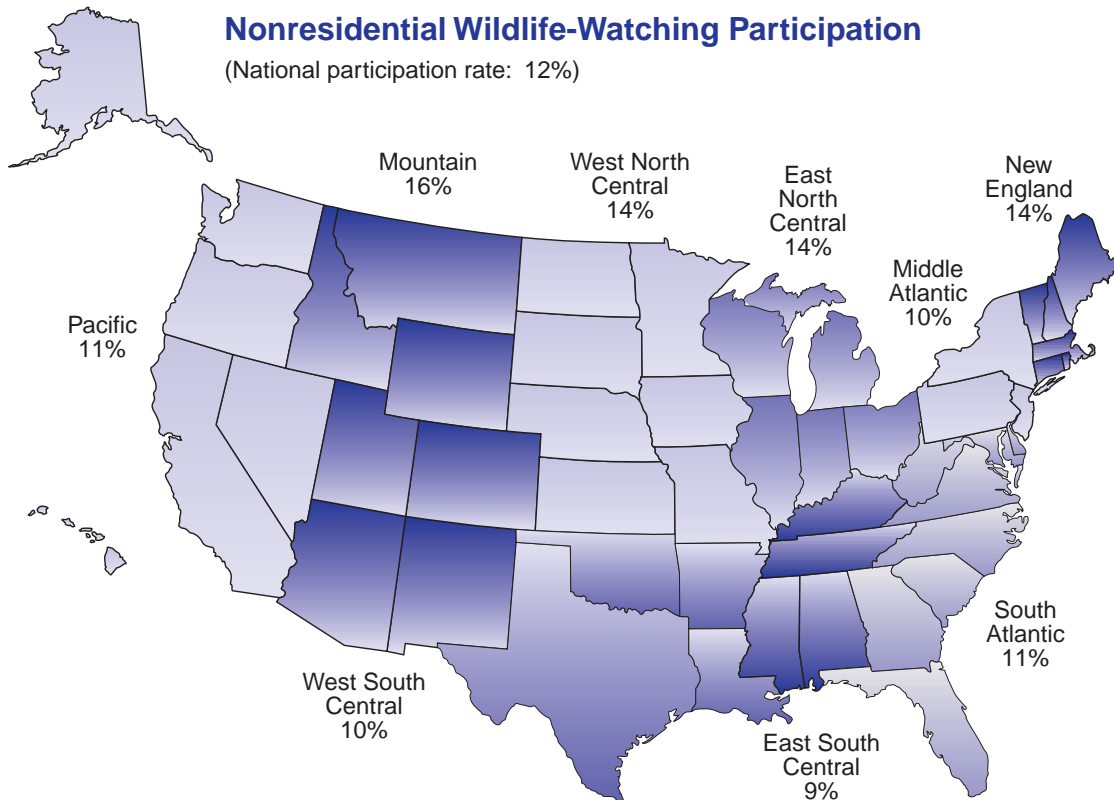 Nonresidential Wildlife-Watching Participation
(National participation rate: 12%)
Mountain
16%
West North
Central
14%
East
North
Central
14%
New
England
14%
Middle
Atlantic
10%
Pacific
11%
South
Atlantic
11%
West South
Central
10%
East South
Central
9%